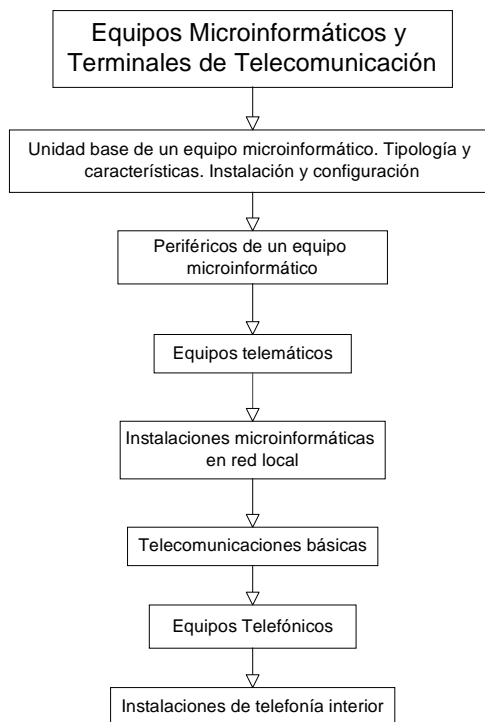 Equipos Microinformáticos y
Terminales de Telecomunicación
Unidad base de un equipo microinformático. Tipología y
características. Instalación y configuración
Periféricos de un equipo
microinformático
Equipos telemáticos
Instalaciones microinformáticas
en red local
Telecomunicaciones básicas
Equipos Telefónicos
Instalaciones de telefonía interior